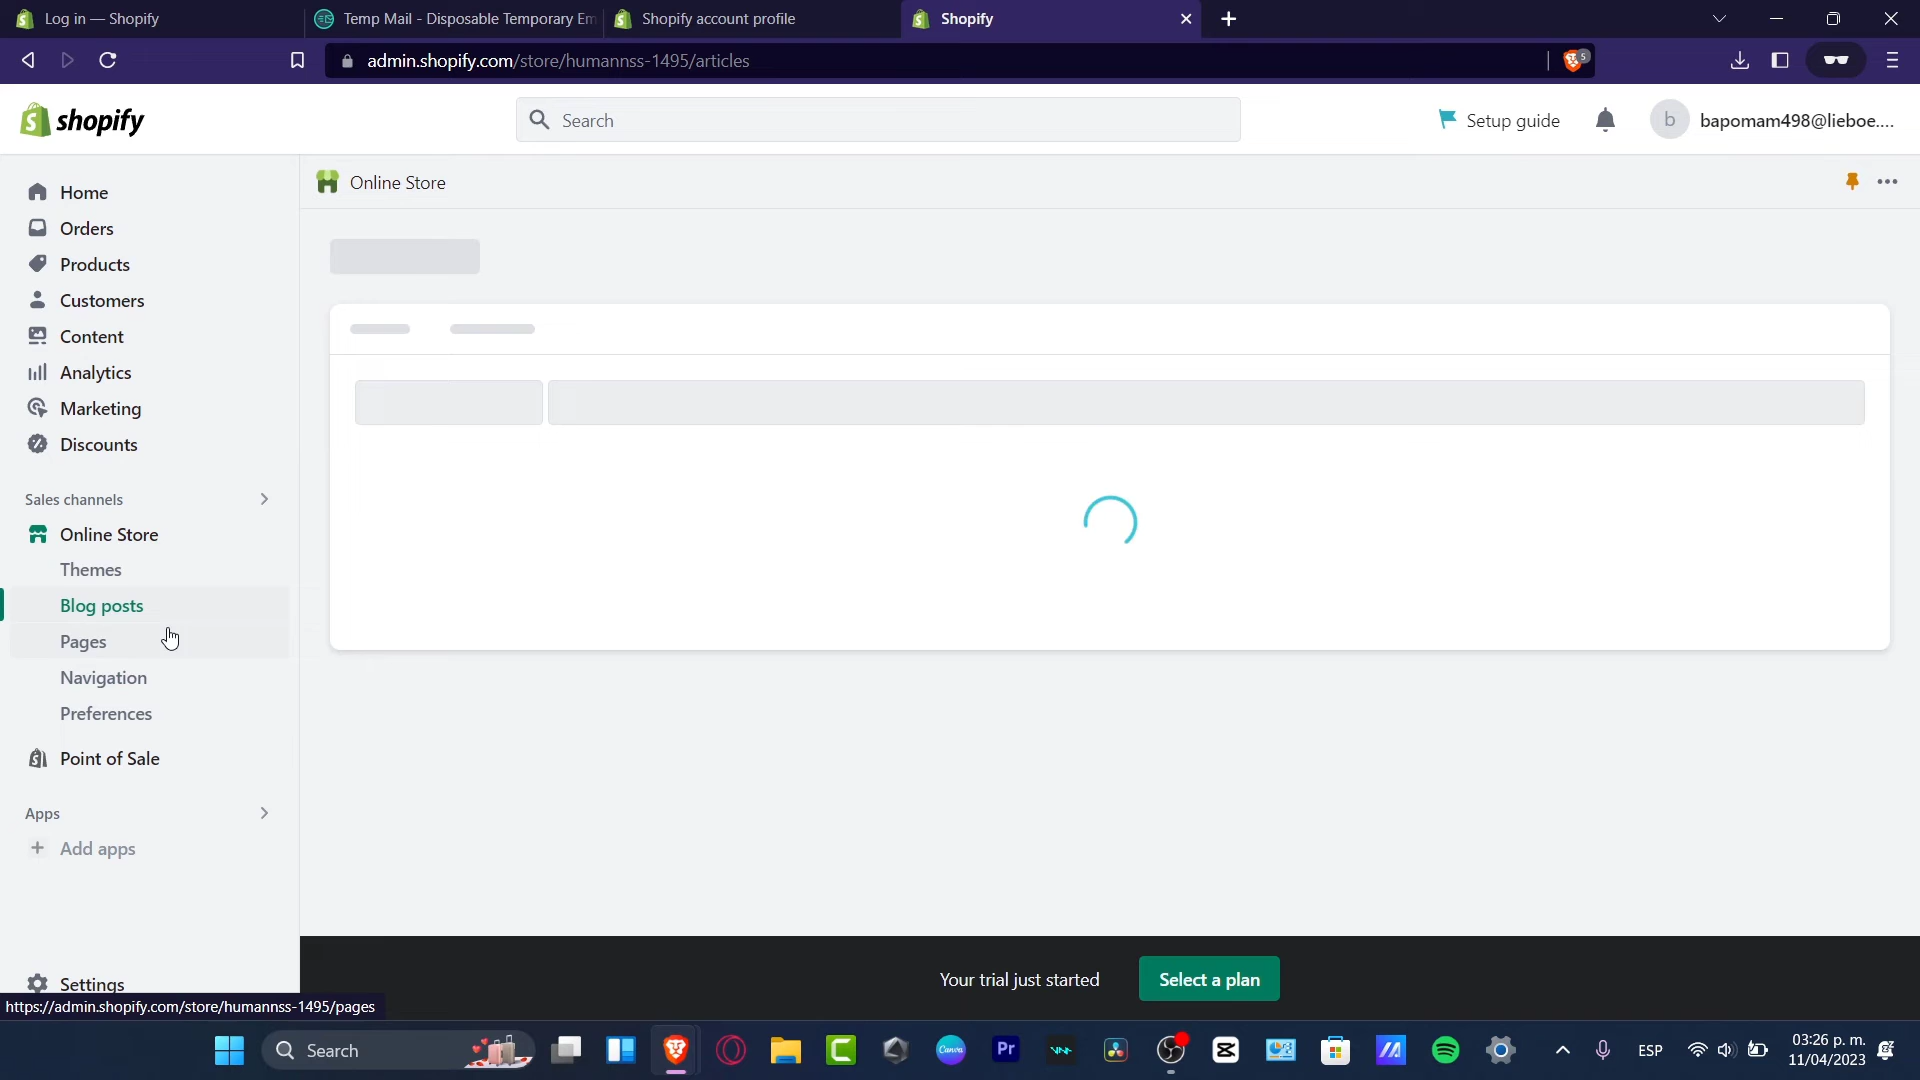 Log in — Shopify
Temp Mail - Disposable Temporary Em
Shopify account profile
Shopify
admin.shopify.com/store/humannss-1495/articles
5
shopify
Search
Setup guide
b
bapomam498@lieboe....
Home
Orders
Products
Customers
Content
Analytics
Marketing
Discounts
Sales channels
Online Store
Themes
Blog posts
Pages
Navigation
Preferences
Point of Sale
Apps
Add apps
Settings
Online Store
Your trial just started
Select a plan
https://admin.shopify.com/store/humannss-1495/pages
Search
Canva
Pr
ESP
03:26 p. m.
11/04/2023